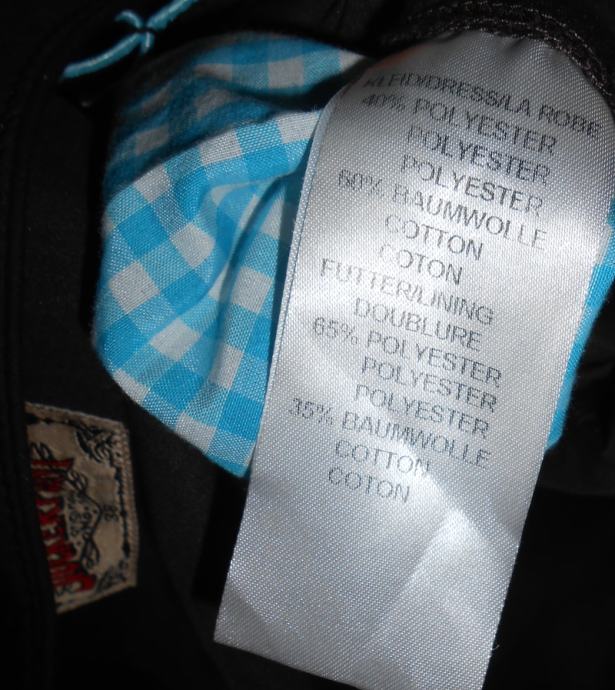 KLEID/DRESS/LA ROBE
40% POLYESTER
POLYESTER
POLYESTER
60% BAUMWOLLE
COTTON
COTON
FUTTER/LINING
DOUBLURE
65% POLYESTER
POLYESTER
POLYESTER
35% BAUMWOLLE
COTTON
COTON
38